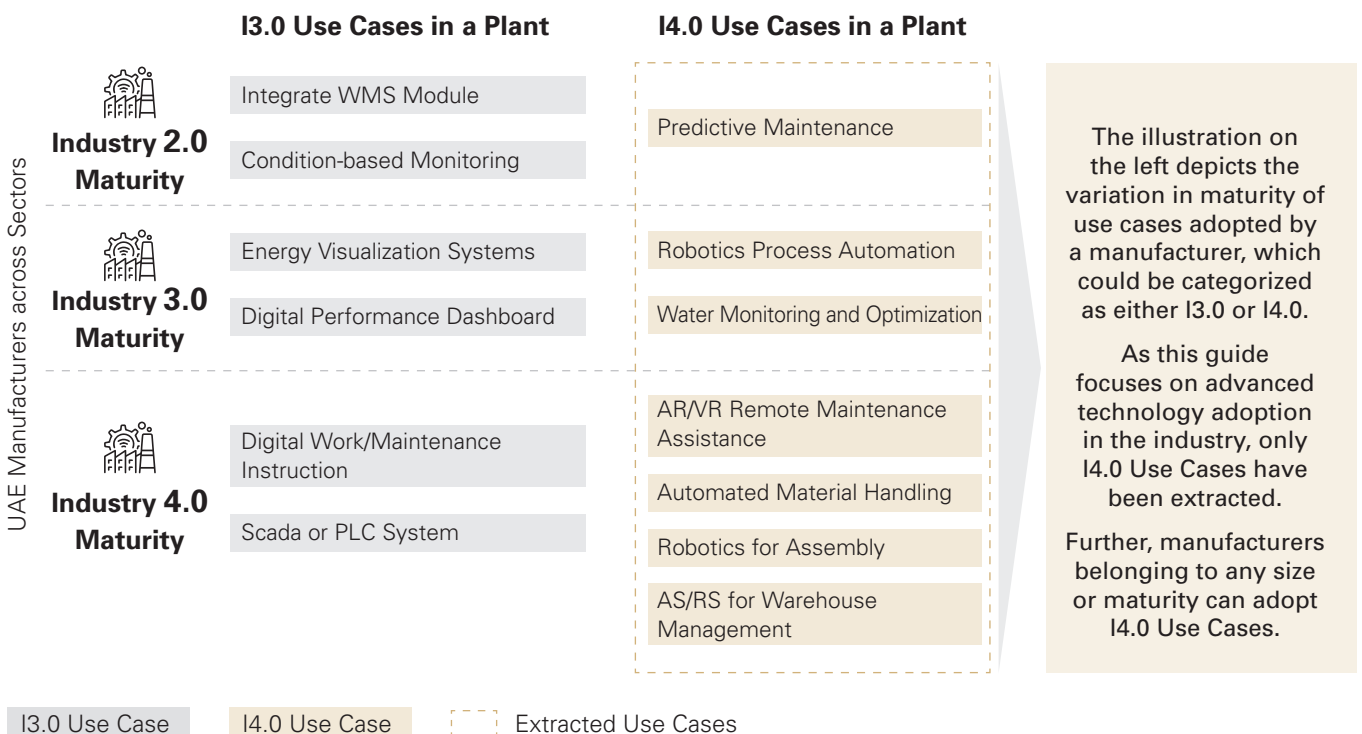 I3.0 Use Cases in a Plant
I4.0 Use Cases in a Plant
UAE Manufacturers across Sectors
Industry 2.0
Maturity
Integrate WMS Module
Condition-based Monitoring
Predictive Maintenance
Industry 3.0
Maturity
Energy Visualization Systems
Digital Performance Dashboard
Robotics Process Automation
Water Monitoring and Optimization
Industry 4.0
Maturity
Digital Work/Maintenance
Instruction
Scada or PLC System
AR/VR Remote Maintenance
Assistance
Automated Material Handling
Robotics for Assembly
AS/RS for Warehouse
Management
The illustration on
the left depicts the
variation in maturity of
use cases adopted by
a manufacturer, which
could be categorized
as either I3.0 or I4.0.
As this guide
focuses on advanced
technology adoption
in the industry, only
I4.0 Use Cases have
been extracted.
Further, manufacturers
belonging to any size
or maturity can adopt
I4.0 Use Cases.
I3.0 Use Case
I4.0 Use Case
Extracted Use Cases